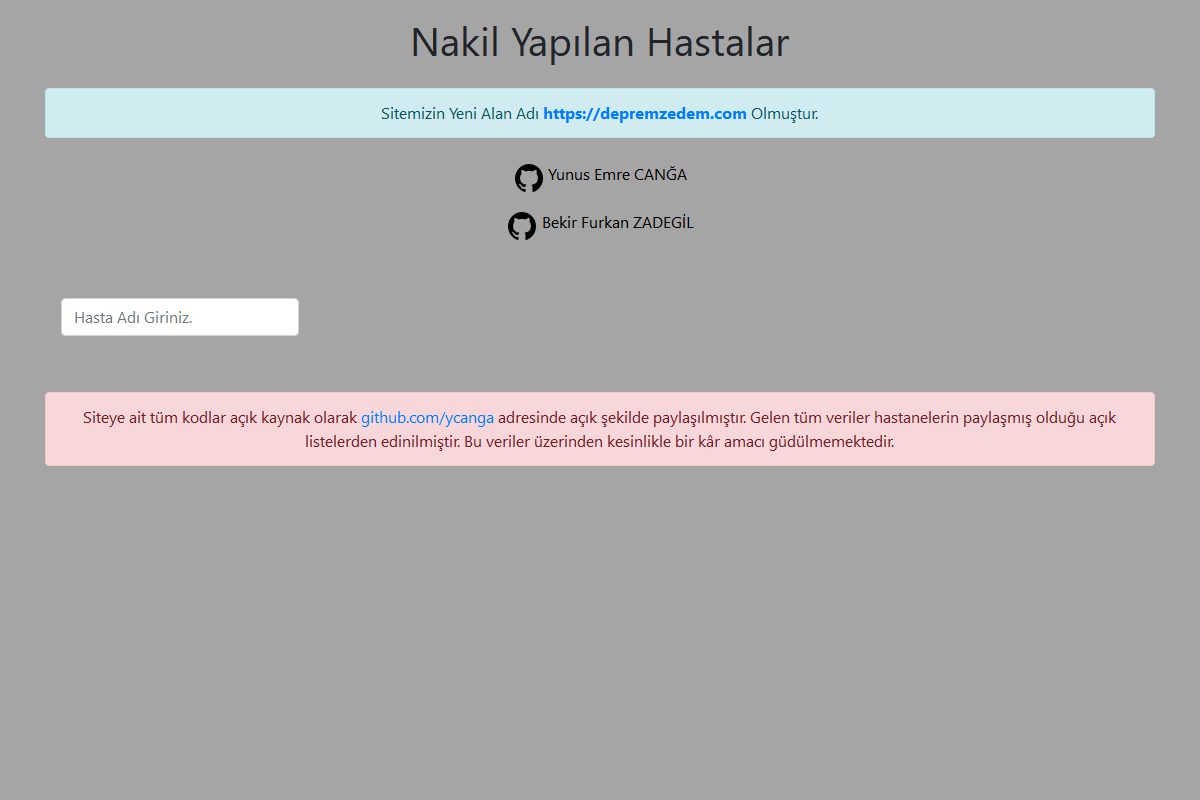 Nakil Yapılan Hastalar
Sitemizin Yeni Alan Adı https://depremzedem.com Olmuştur.
Yunus Emre CANĞA
Bekir Furkan ZADEGİL
Hasta Adı Giriniz.
Siteye ait tüm kodlar açık kaynak olarak github.com/ycanga adresinde açık şekilde paylaşılmıştır. Gelen tüm veriler hastanelerin paylaşmış olduğu açık
listelerden edinilmiştir. Bu veriler üzerinden kesinlikle bir kâr amacı güdülmemektedir.